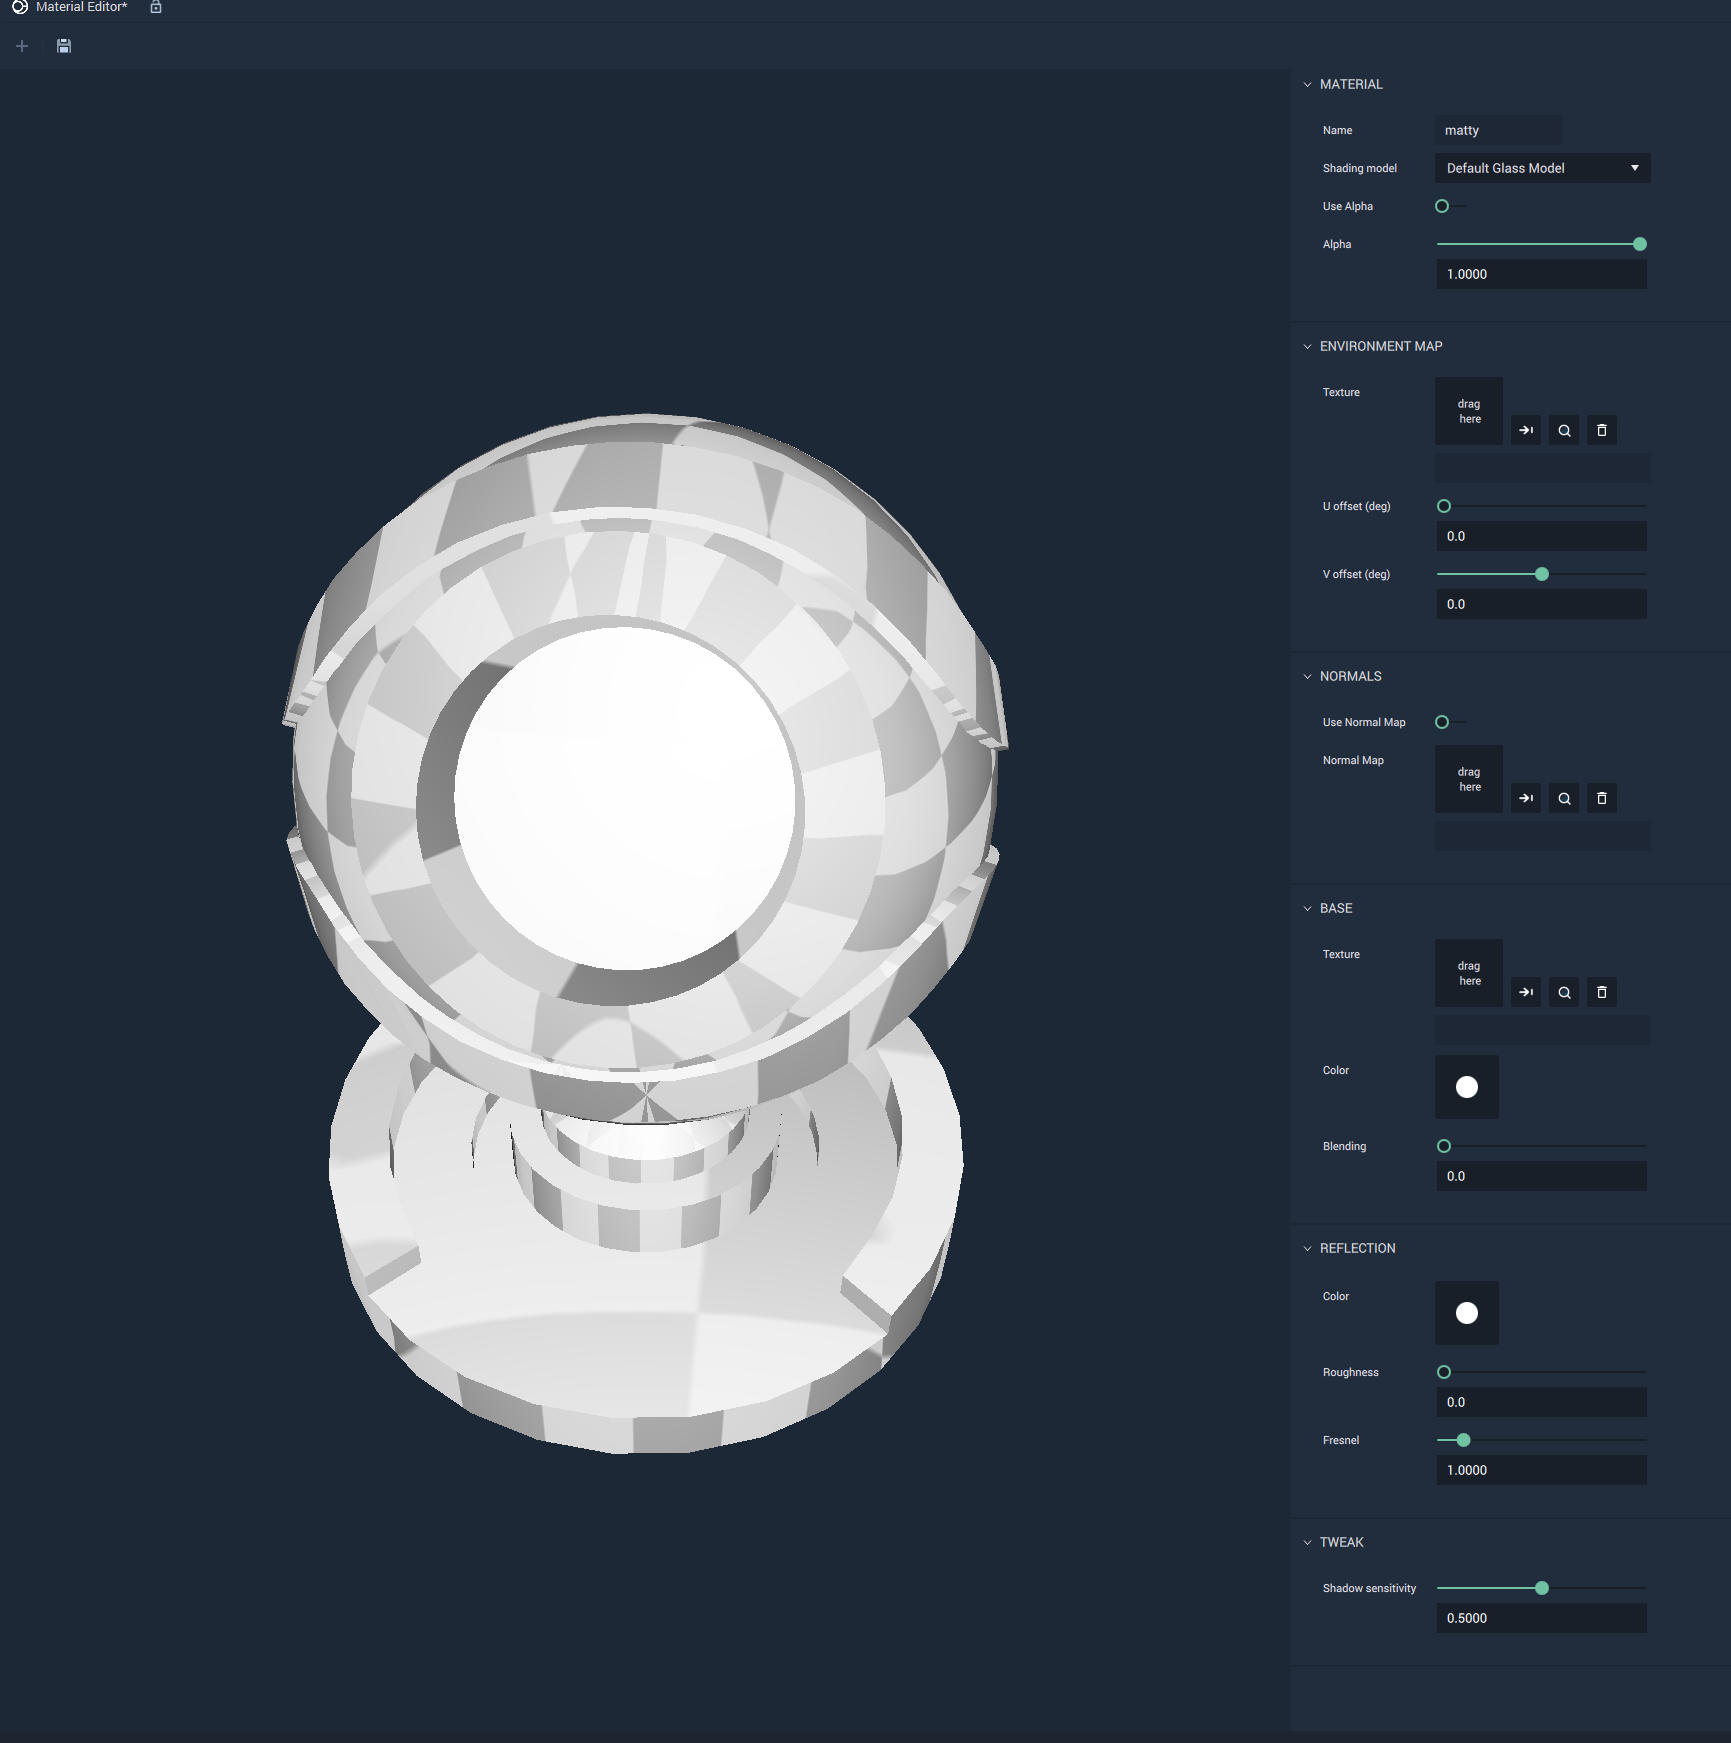 Material Editor*
MATERIAL
Name matty
Shading model Default Glass Model
Use Alpha
Alpha
1.0000
ENVIRONMENT MAP
Texture
drag
here
U offset (deg)
0.0
V offset (deg)
0.0
NORMALS
Use Normal Map
Normal Map
drag
here
BASE
Texture
drag
here
Color
Blending
0.0
REFLECTION
Color
Roughness
0.0
Fresnel
1.0000
TWEAK
Shadow sensitivity
0.5000